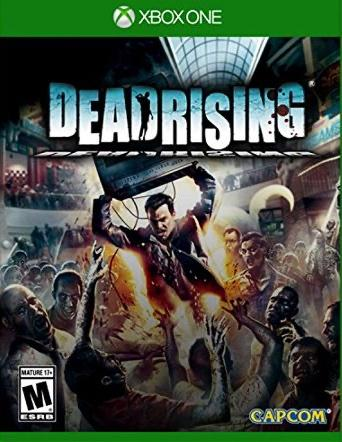 XBOX ONE
DEADRISING®
MATURE 17+
M
ESRB
CAPCOM